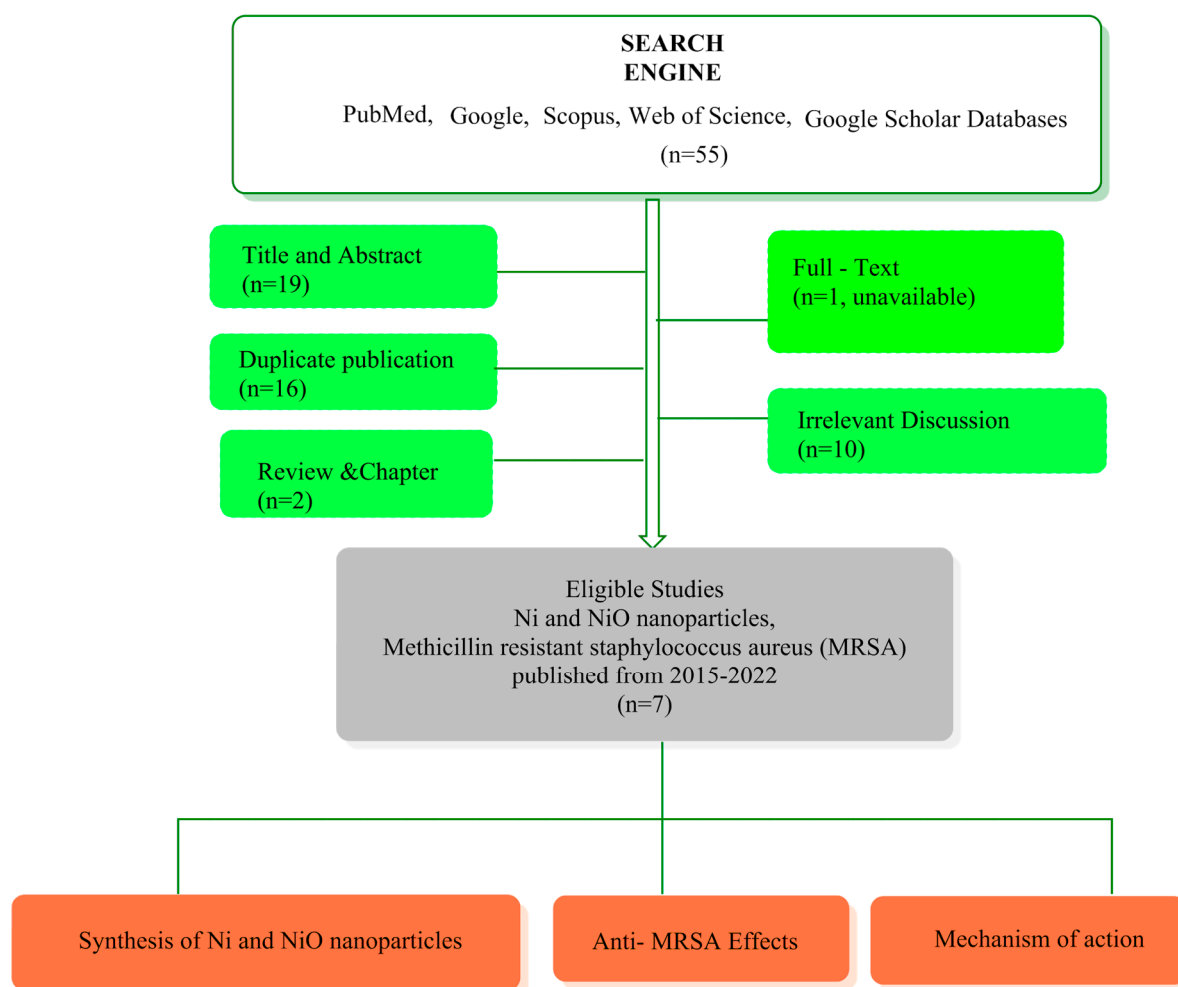 SEARCH
ENGINE
PubMed, Google, Scopus, Web of Science, Google Scholar Databases
(n=55)
Title and Abstract
(n=19)
Full - Text
(n=1, unavailable)
Duplicate publication
(n=16)
Irrelevant Discussion
(n=10)
Review &Chapter
(n=2)
Eligible Studies
Ni and NiO nanoparticles,
Methicillin resistant staphylococcus aureus (MRSA)
published from 2015-2022
(n=7)
Synthesis of Ni and NiO nanoparticles
Anti- MRSA Effects
Mechanism of action